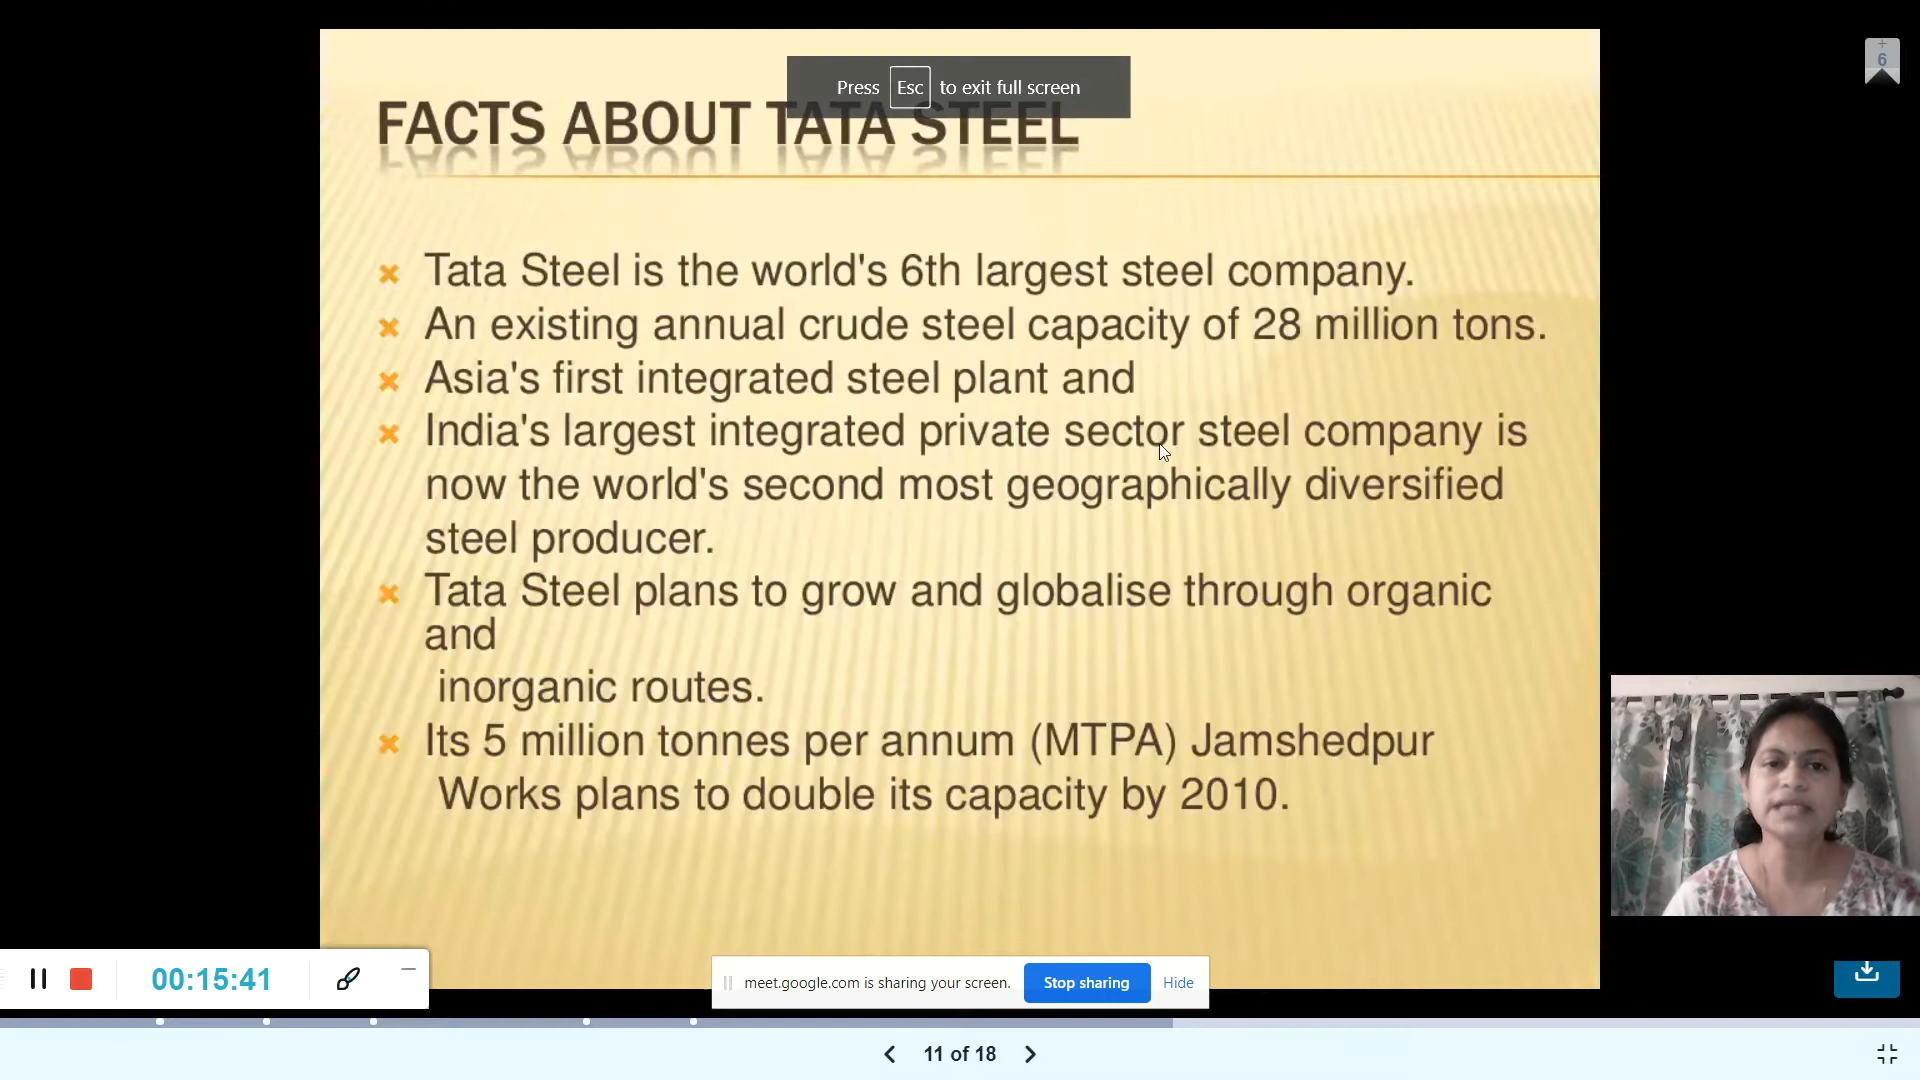 +
6
Press Esc to exit full screen
FACTS ABOUT TATA STEEL
Tata Steel is the world's 6th largest steel company.
An existing annual crude steel capacity of 28 million tons.
Asia's first integrated steel plant and
India's largest integrated private sector steel company is
now the world's second most geographically diversified
steel producer.
Tata Steel plans to grow and globalise through organic
and
inorganic routes.
Its 5 million tonnes per annum (MTPA) Jamshedpur
Works plans to double its capacity by 2010.
00:15:41
meet.google.com is sharing your screen. Stop sharing Hide
11 of 18